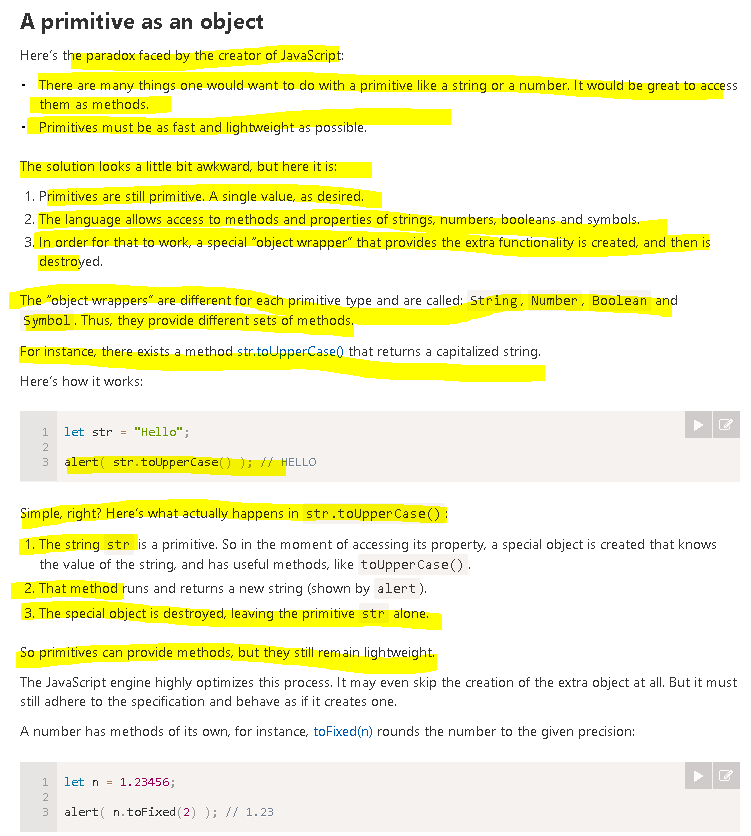 A primitive as an object
Here's the paradox faced by the creator of JavaScript:
• There are many things one would want to do with a primitive like a string or a number. It would be great to access
them as methods.
• Primitives must be as fast and lightweight as possible.
The solution looks a little bit awkward, but here it is:
1. Primitives are still primitive. A single value, as desired.
2. The language allows access to methods and properties of strings, numbers, booleans and symbols.
3. In order for that to work, a special "object wrapper" that provides the extra functionality is created, and then is
destroyed.
The "object wrappers" are different for each primitive type and are called: String, Number, Boolean and
Symbol. Thus, they provide different sets of methods.
For instance, there exists a method str.toUpperCase() that returns a capitalized string.
Here's how it works:
1 let str = "Hello";
2
3 alert( str.toUpperCase() ); // HELLO
Simple, right? Here's what actually happens in str.toUpperCase():
1. The string str is a primitive. So in the moment of accessing its property, a special object is created that knows
the value of the string, and has useful methods, like toUpperCase().
2. That method runs and returns a new string (shown by alert).
3. The special object is destroyed, leaving the primitive str alone.
So primitives can provide methods, but they still remain lightweight.
The JavaScript engine highly optimizes this process. It may even skip the creation of the extra object at all. But it must
still adhere to the specification and behave as if it creates one.
A number has methods of its own, for instance, toFixed(n) rounds the number to the given precision:
1 let n = 1.23456;
2
3 alert( n.toFixed(2) ); // 1.23